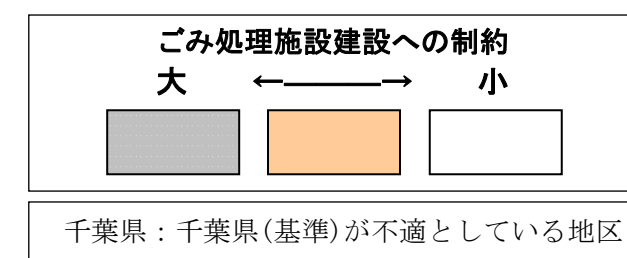 ごみ処理施設建設への制約
大 ←―――→ 小
千葉県：千葉県(基準)が不適としている地区